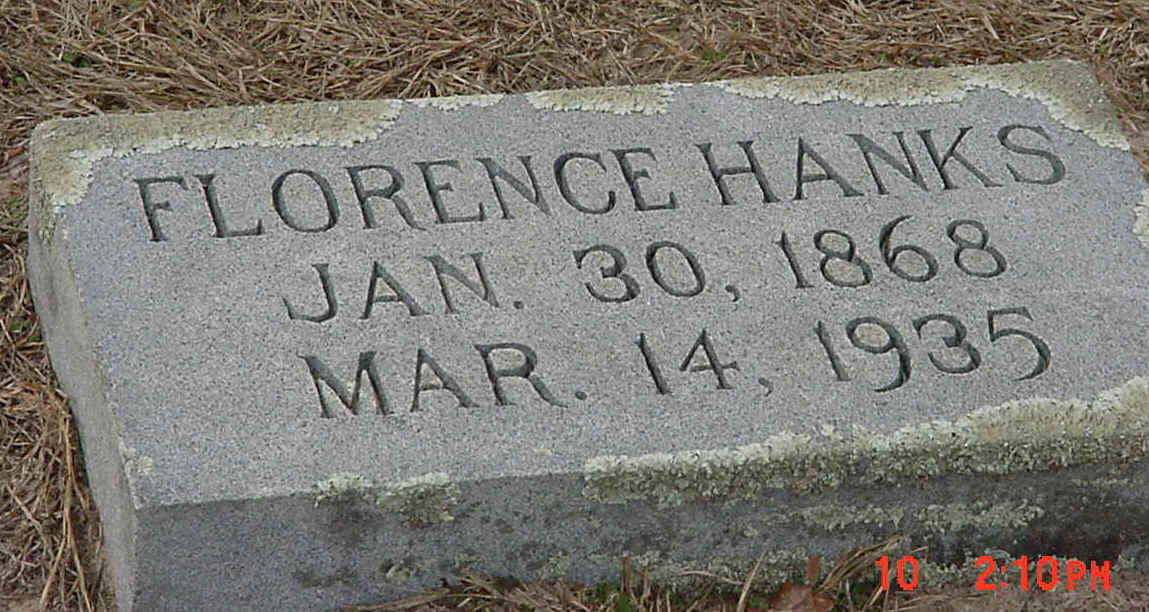 FLORENCE HANKS
JAN. 30, 1868
MAR. 14, 1935
10 2:10PM